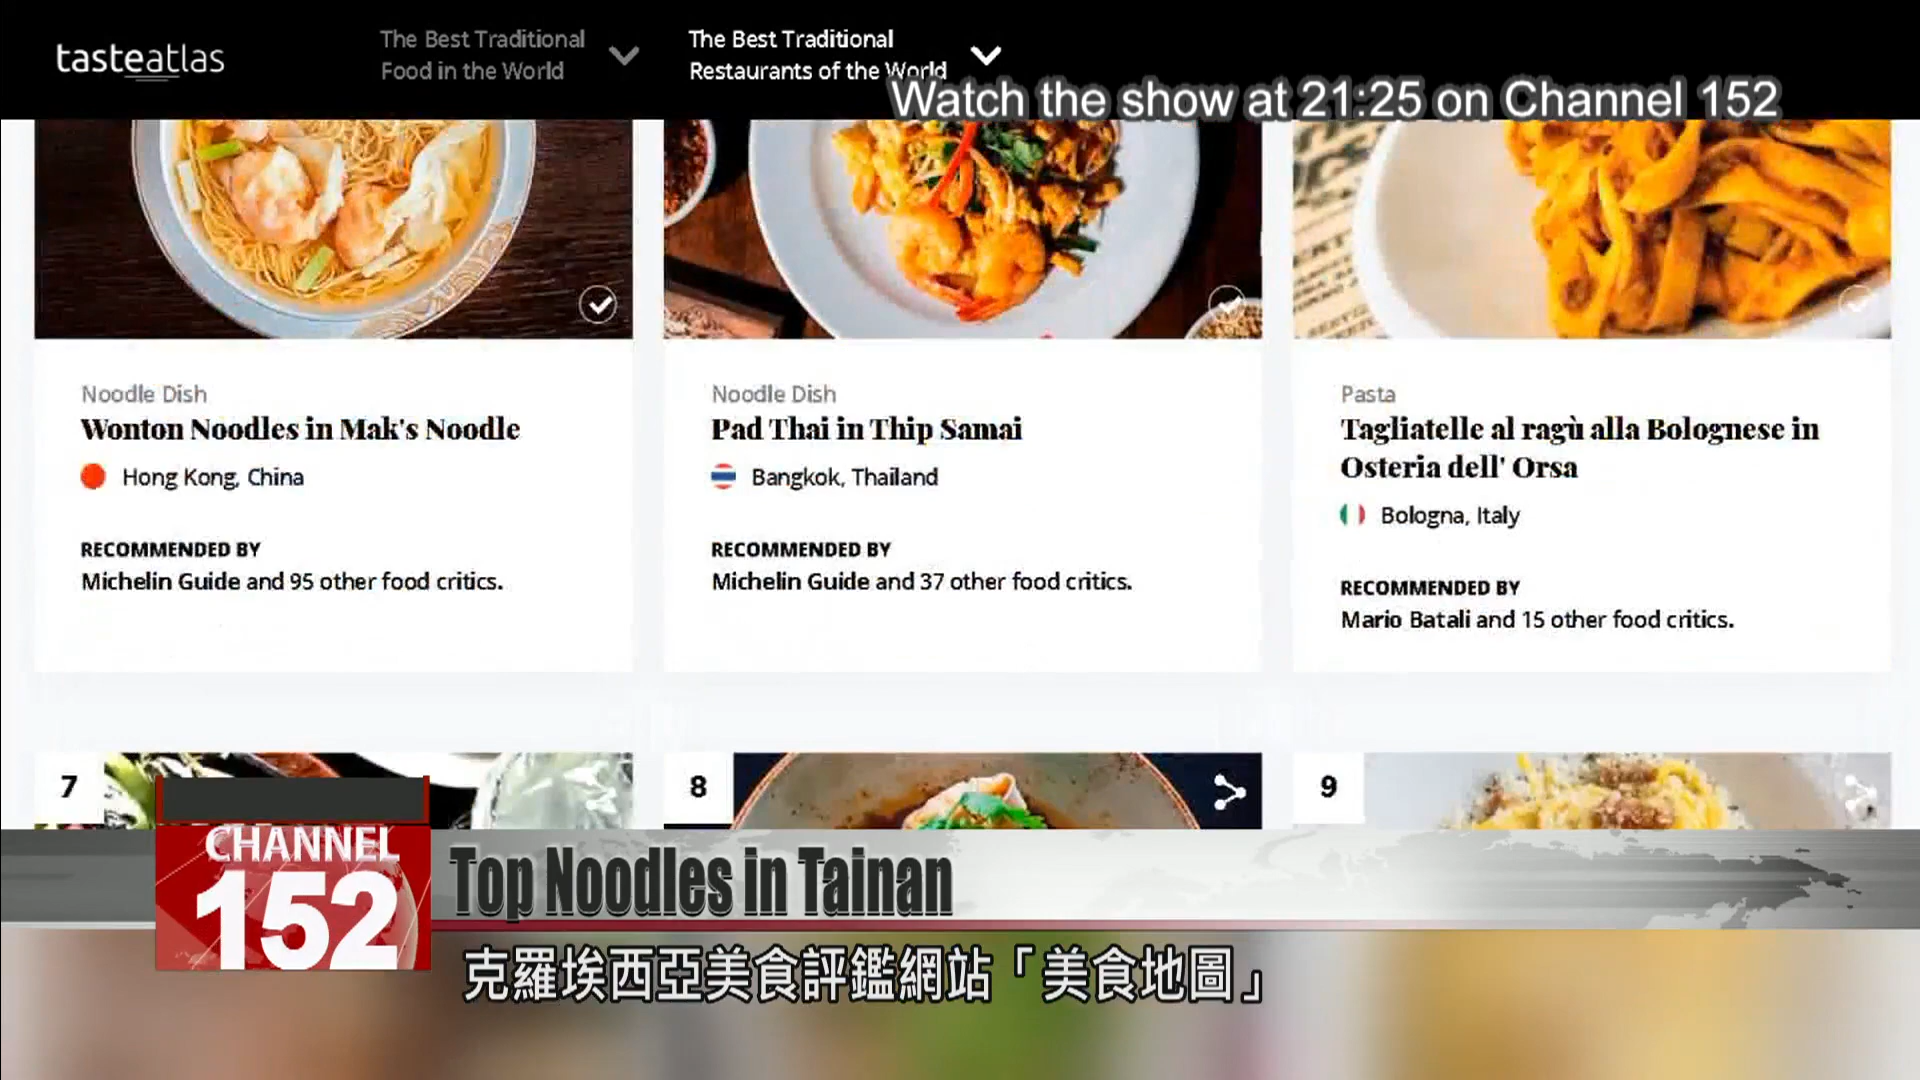 tasteatlas
The Best Traditional
Food in the World
The Best Traditional
Restaurants of the World
Watch the show at 21:25 on Channel 152
Noodle Dish
Wonton Noodles in Mak's Noodle
Hong Kong, China
RECOMMENDED BY
Michelin Guide and 95 other food critics.
Noodle Dish
Pad Thai in Thip Samai
Bangkok, Thailand
RECOMMENDED BY
Michelin Guide and 37 other food critics.
Pasta
Tagliatelle al ragù alla Bolognese in
Osteria dell' Orsa
Bologna, Italy
RECOMMENDED BY
Mario Batali and 15 other food critics.
7
8
9
CHANNEL
152
Top Noodles in Tainan
克羅埃西亞美食評鑑網站「美食地圖」